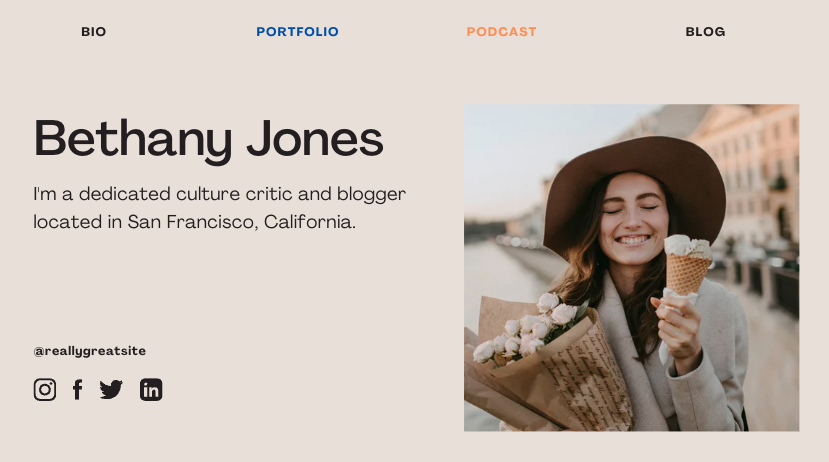 BIO PORTFOLIO PODCAST BLOG
Bethany Jones
I'm a dedicated culture critic and blogger
located in San Francisco, California.
@reallygreatsite